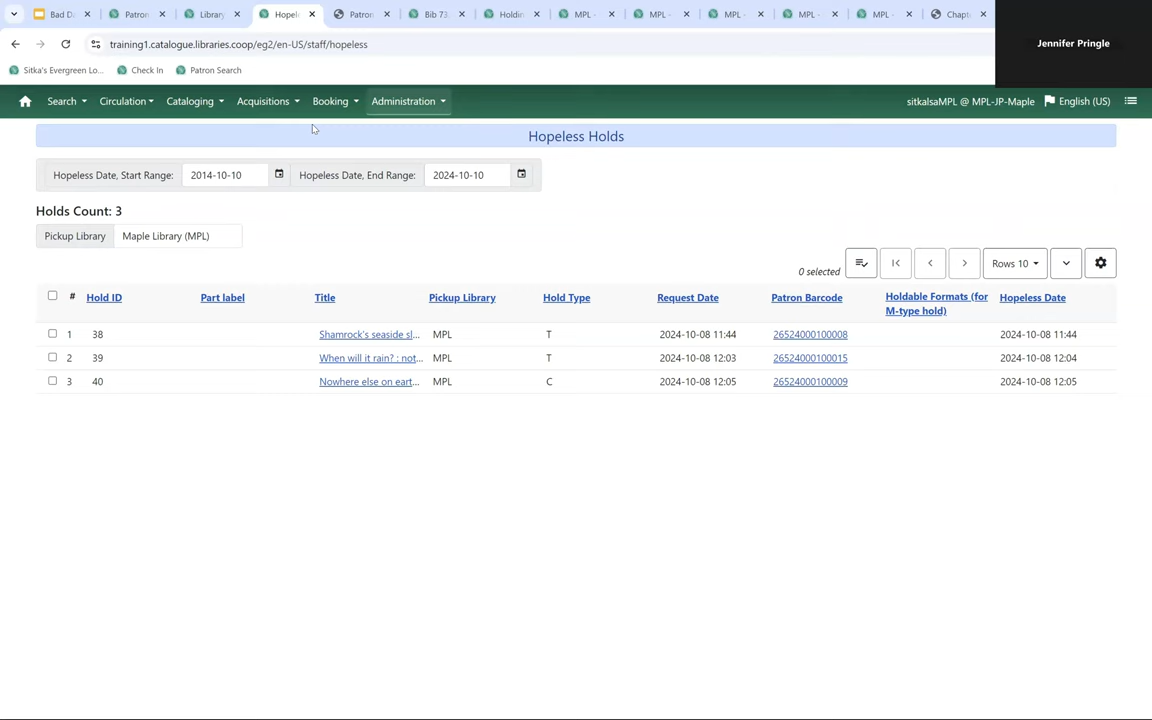 Bad Da
Patron
Library
Hopele
Patron
Bib 73
Holdin
MPL -
MPL -
MPL -
MPL -
MPL -
Chapt
training1.catalogue.libraries.coop/eg2/en-US/staff/hopeless
Jennifer Pringle
Sitka's Evergreen Lo...
Check In
Patron Search
Search
Circulation
Cataloging
Acquisitions
Booking
Administration
sitkalsaMPL @ MPL-JP-Maple
English (US)
Hopeless Holds
Hopeless Date, Start Range: 2014-10-10 Hopeless Date, End Range: 2024-10-10
Holds Count: 3
Pickup Library Maple Library (MPL)
0 selected Rows 10
# Hold ID Part label Title Pickup Library Hold Type Request Date Patron Barcode Holdable Formats (for M-type hold) Hopeless Date
1 38 Shamrock's seaside sl... MPL T 2024-10-08 11:44 26524000100008 2024-10-08 11:44
2 39 When will it rain? : not... MPL T 2024-10-08 12:03 26524000100015 2024-10-08 12:04
3 40 Nowhere else on eart... MPL C 2024-10-08 12:05 26524000100009 2024-10-08 12:05